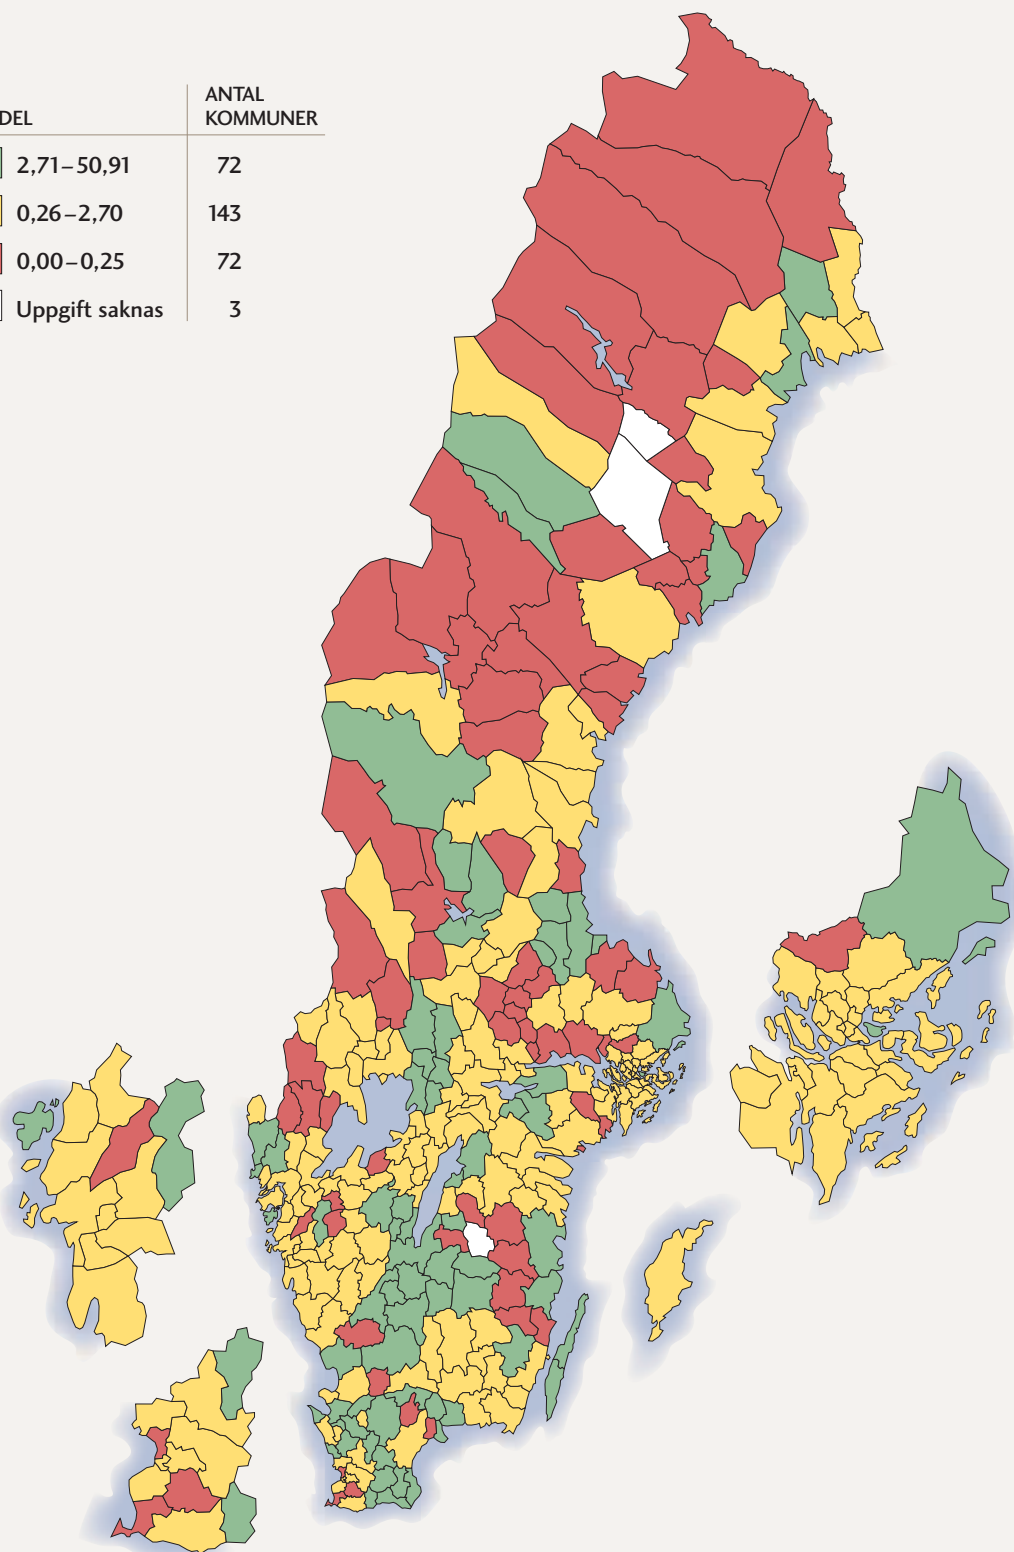 ANTAL
DEL KOMMUNER
2,71–50,91 72
0,26–2,70 143
0,00–0,25 72
Uppgift saknas 3